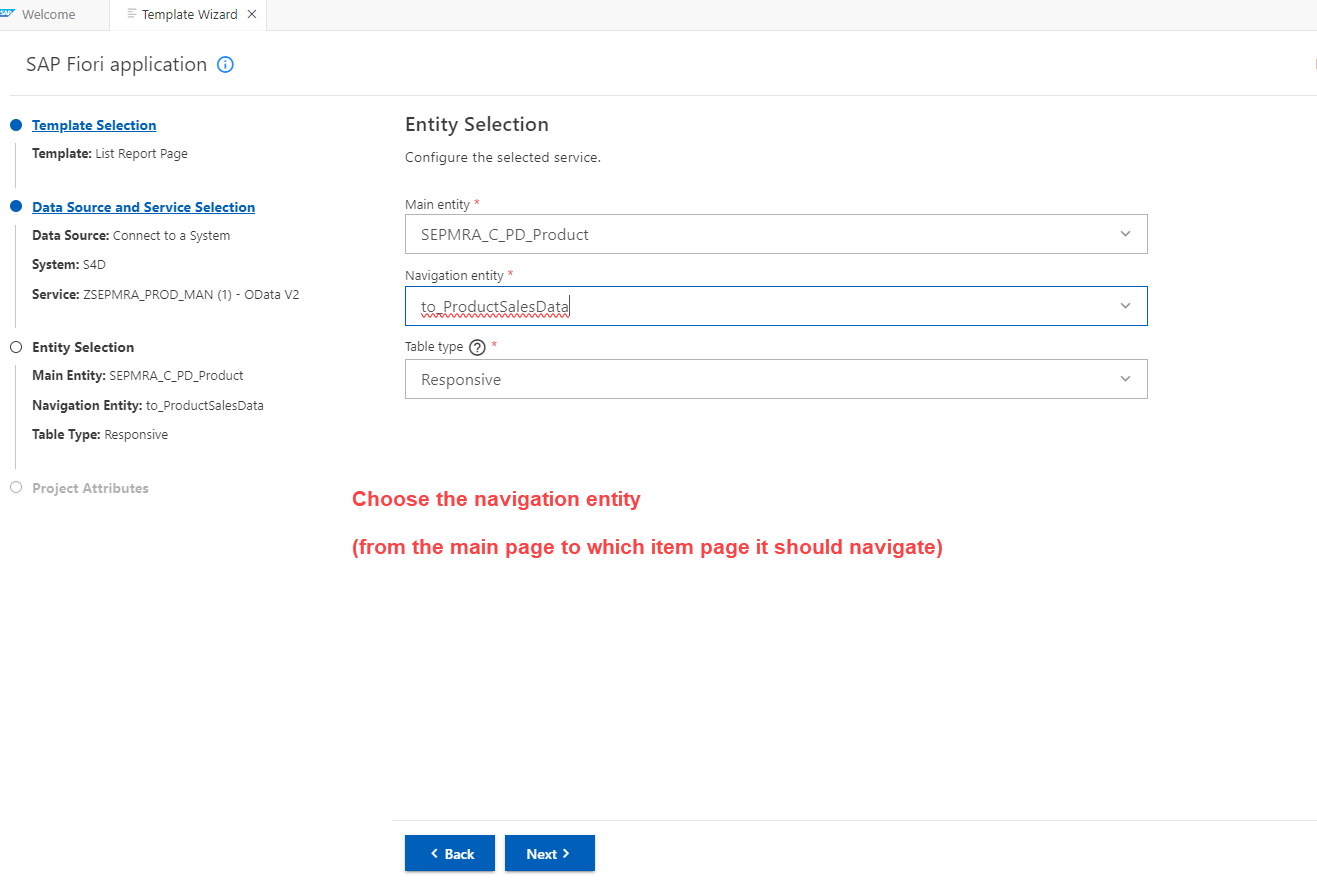 SAP Welcome
Template Wizard
SAP Fiori application
Template Selection
Template: List Report Page
Data Source and Service Selection
Data Source: Connect to a System
System: S4D
Service: ZSEPMRA_PROD_MAN (1) - OData V2
Entity Selection
Main Entity: SEPMRA_C_PD_Product
Navigation Entity: to_ProductSalesData
Table Type: Responsive
Project Attributes
Entity Selection
Configure the selected service.
Main entity *
SEPMRA_C_PD_Product
Navigation entity *
to_ProductSalesData
Table type ? *
Responsive
Choose the navigation entity
(from the main page to which item page it should navigate)
Back
Next